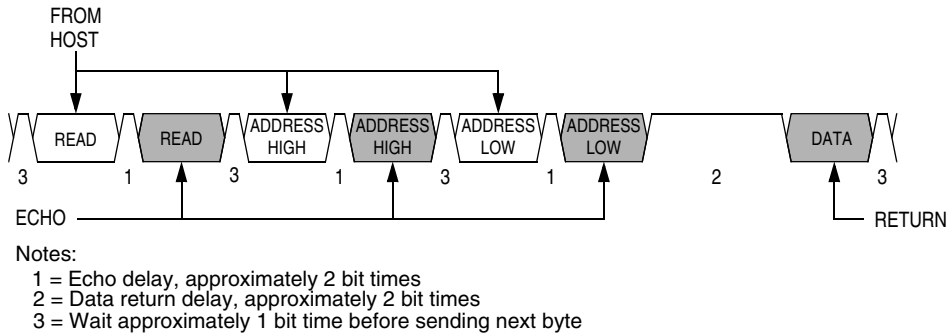 FROM
HOST
READ
READ
ADDRESS
HIGH
ADDRESS
HIGH
ADDRESS
LOW
ADDRESS
LOW
DATA
3 1 3 1 3 1 2 3
ECHO
RETURN
Notes:
1 = Echo delay, approximately 2 bit times
2 = Data return delay, approximately 2 bit times
3 = Wait approximately 1 bit time before sending next byte